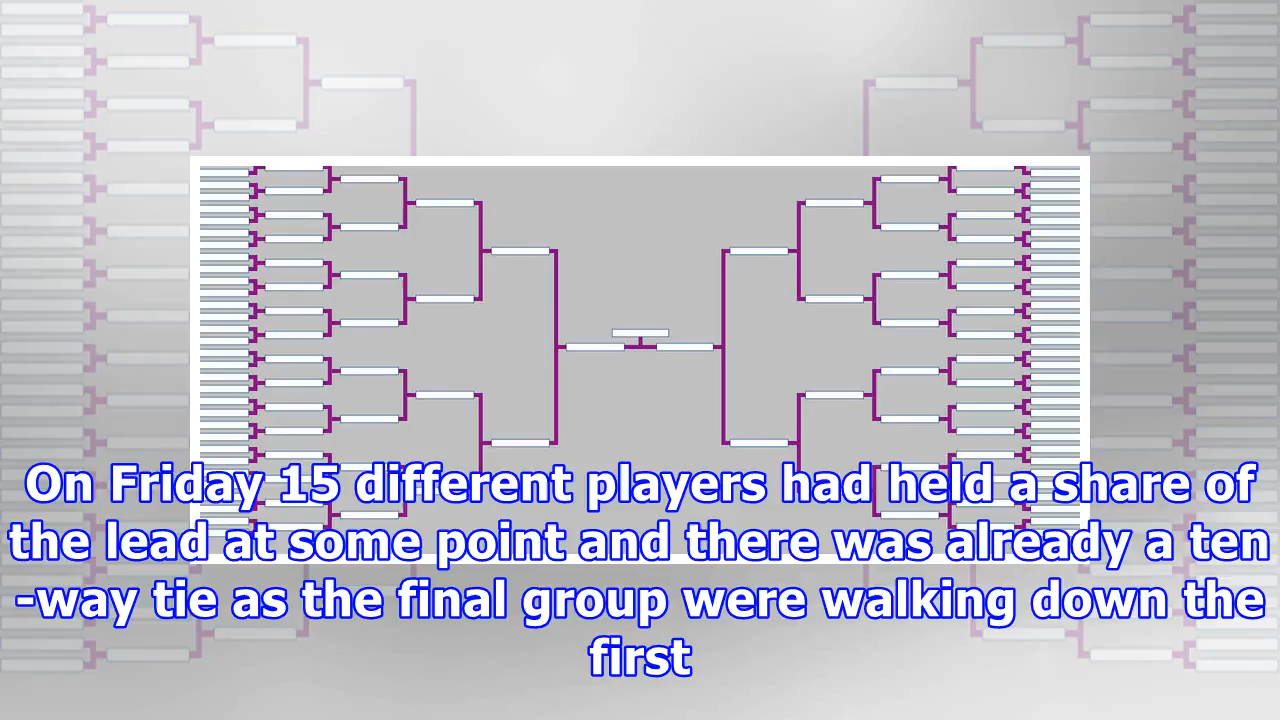 On Friday 15 different players had held a share of
the lead at some point and there was already a ten
-way tie as the final group were walking down the
first